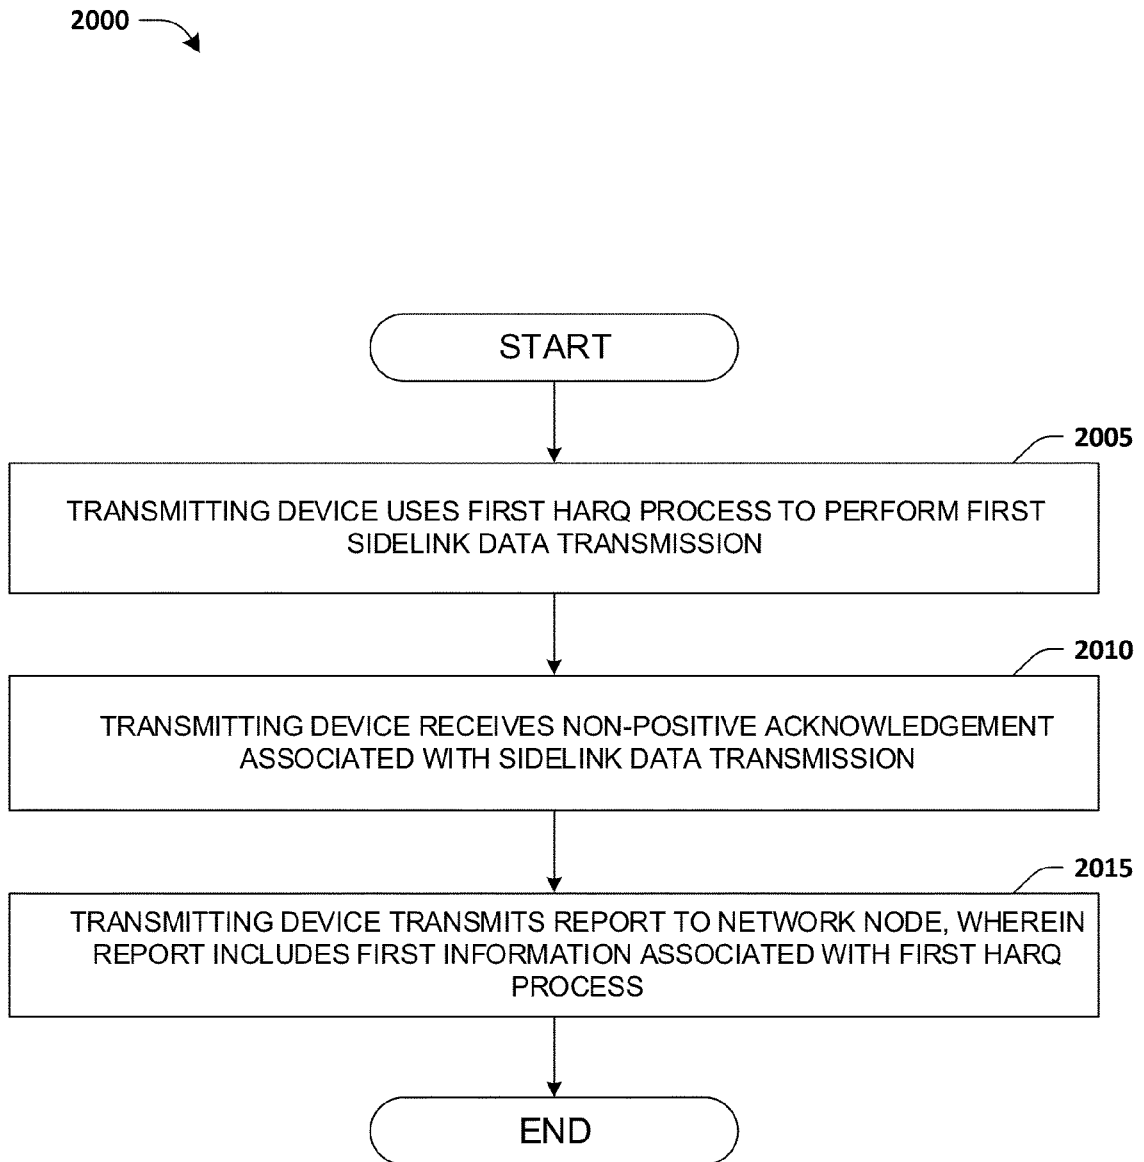 2000
START
2005
TRANSMITTING DEVICE USES FIRST HARQ PROCESS TO PERFORM FIRST
SIDELINK DATA TRANSMISSION
2010
TRANSMITTING DEVICE RECEIVES NON-POSITIVE ACKNOWLEDGEMENT
ASSOCIATED WITH SIDELINK DATA TRANSMISSION
2015
TRANSMITTING DEVICE TRANSMITS REPORT TO NETWORK NODE, WHEREIN
REPORT INCLUDES FIRST INFORMATION ASSOCIATED WITH FIRST HARQ
PROCESS
END